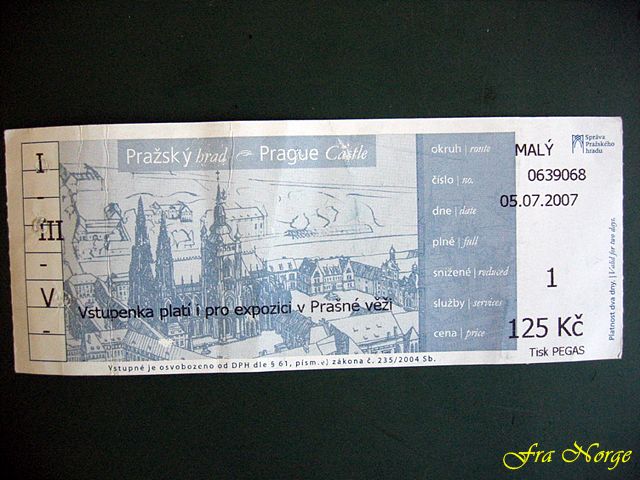 I
-
III
-
V
-
Pražský hrad Prague Castle
Vstupenka platí i pro expozici v Prašné věži
Vstupné je osvobozeno od DPH dle § 61, písm.e) zákona č. 235/2004 Sb.
okruh | route MALÝ
číslo | no. 0639068
dne | date 05.07.2007
plné | full
snížené | reduced 1
služby | services
cena | price 125 Kč
Tisk PEGAS
Správa
Pražského
hradu
Platnost dva dny. | Valid for two days.
Fra Norge